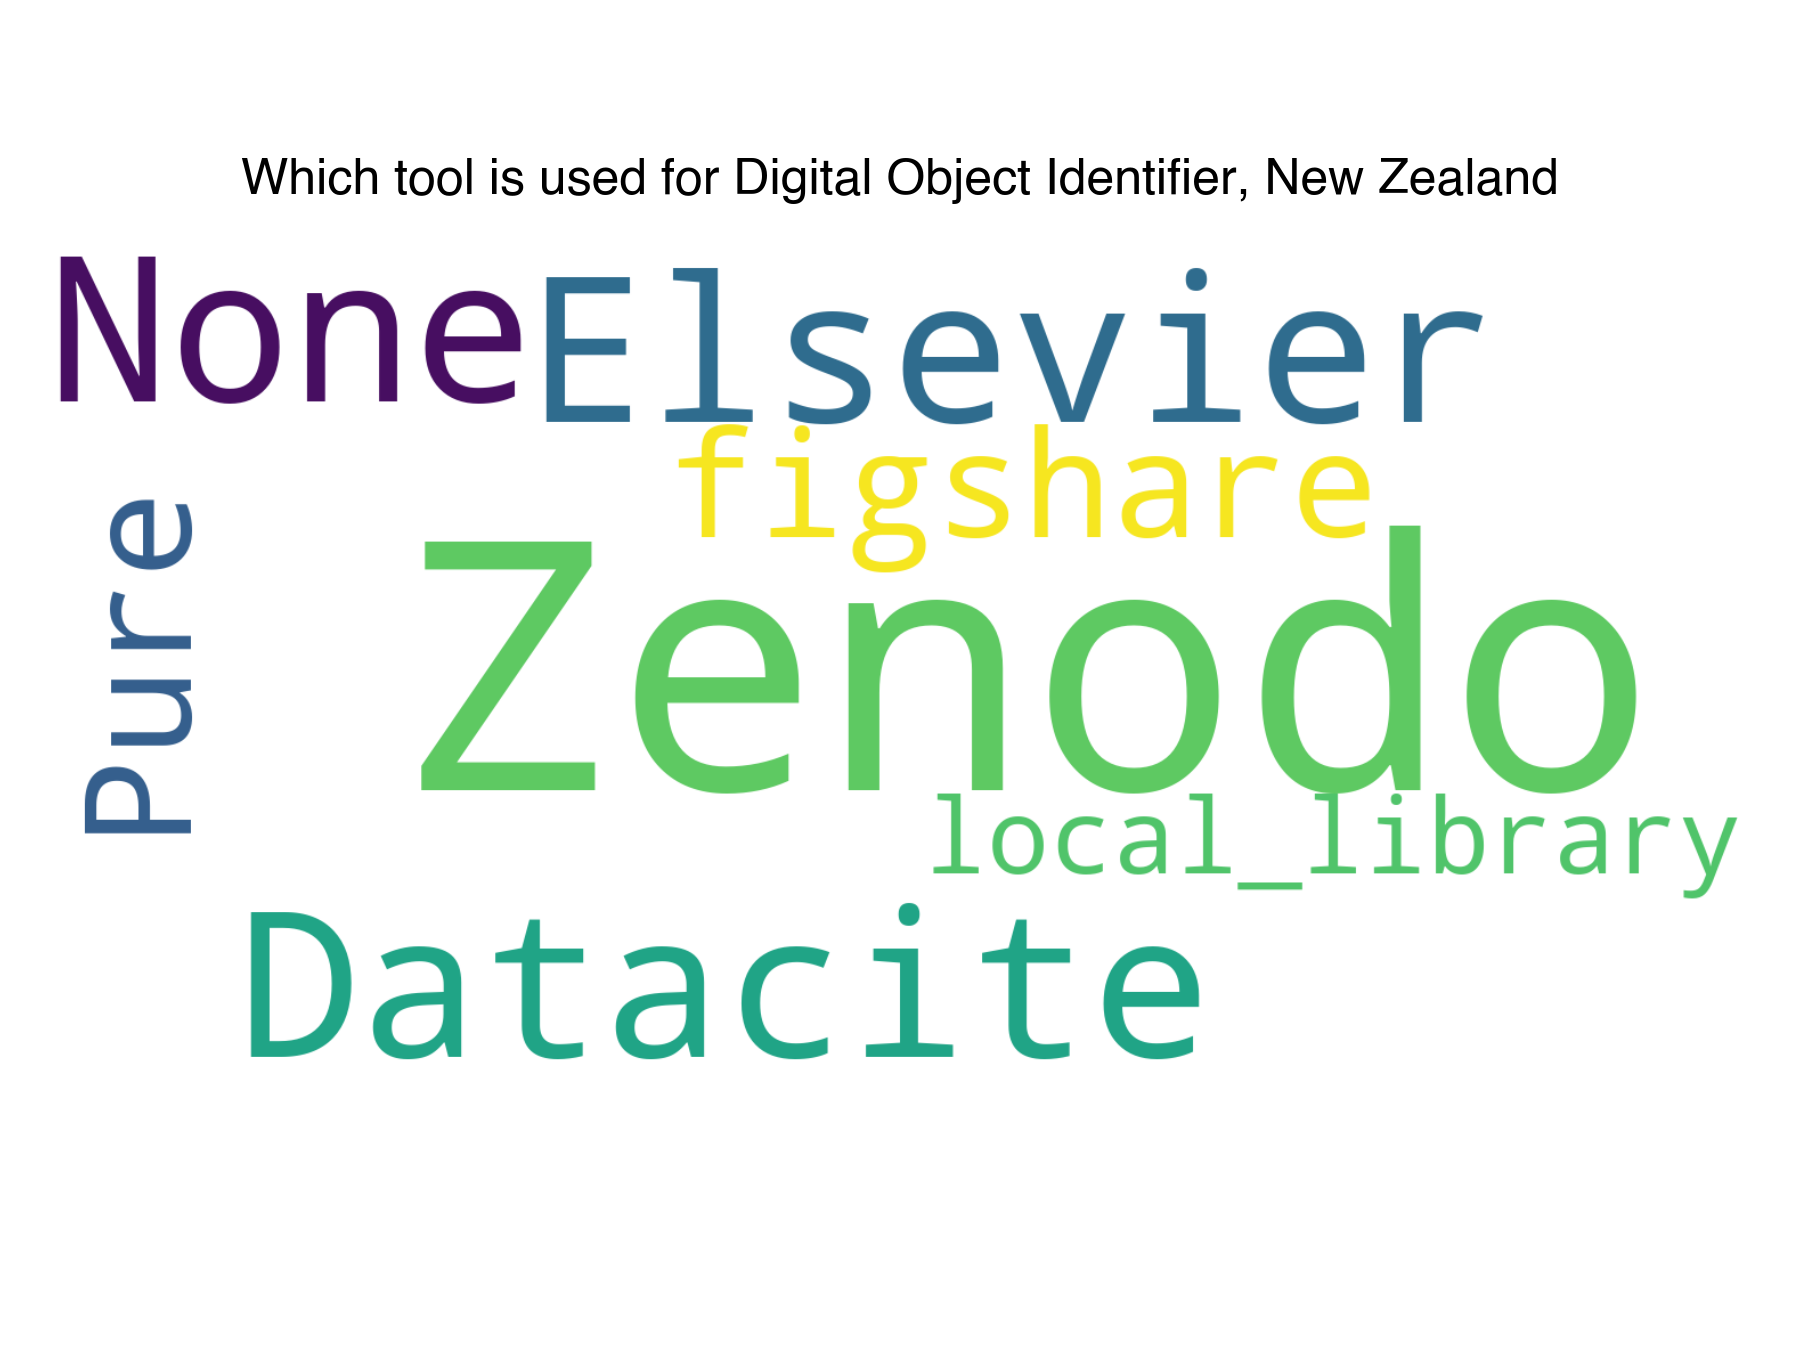 Which tool is used for Digital Object Identifier, New Zealand
None
Elsevier
figshare
Pure
Zenodo
local_library
Datacite